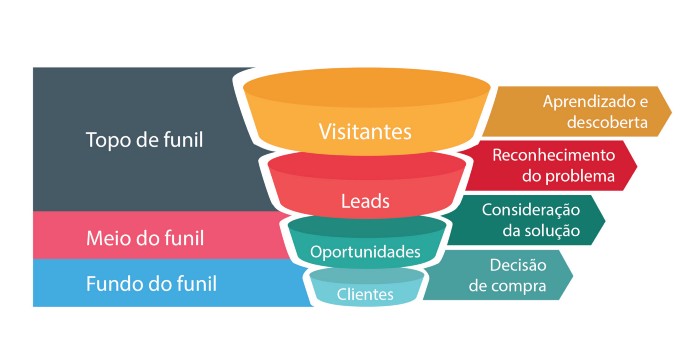 Topo de funil
Meio do funil
Fundo do funil
Visitantes
Leads
Oportunidades
Clientes
Aprendizado e
descoberta
Reconhecimento
do problema
Consideração
da solução
Decisão
de compra